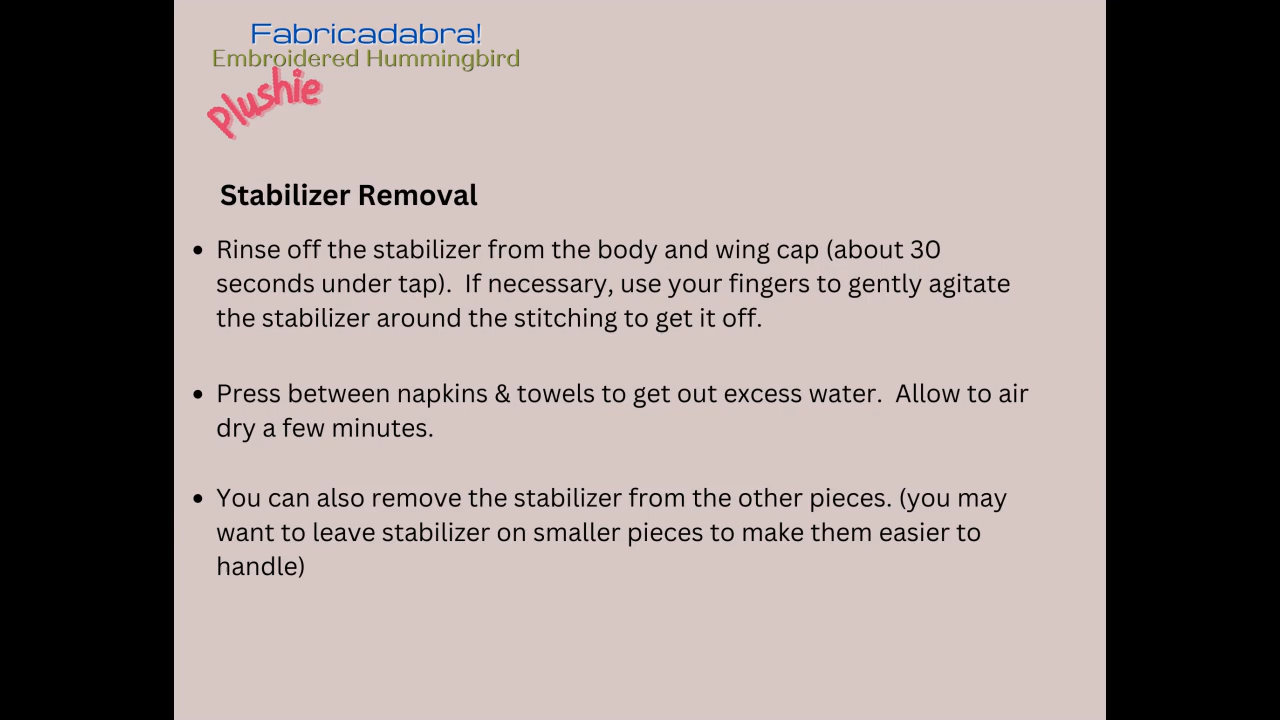 Fabricadabra!
Embroidered Hummingbird
plushie
Stabilizer Removal
• Rinse off the stabilizer from the body and wing cap (about 30
seconds under tap).  If necessary, use your fingers to gently agitate
the stabilizer around the stitching to get it off.
• Press between napkins & towels to get out excess water.  Allow to air
dry a few minutes.
• You can also remove the stabilizer from the other pieces. (you may
want to leave stabilizer on smaller pieces to make them easier to
handle)